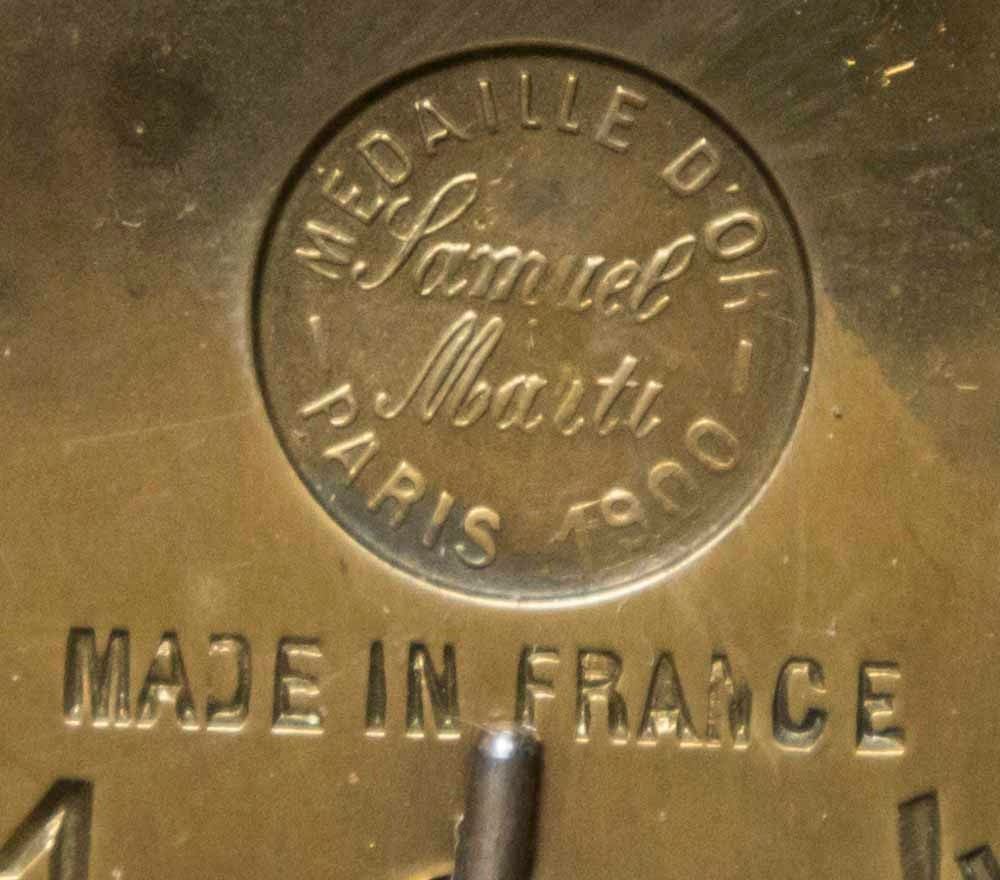 MÉDAILLE D'OR
Samuel
Marti
PARIS 1900
MADE IN FRANCE